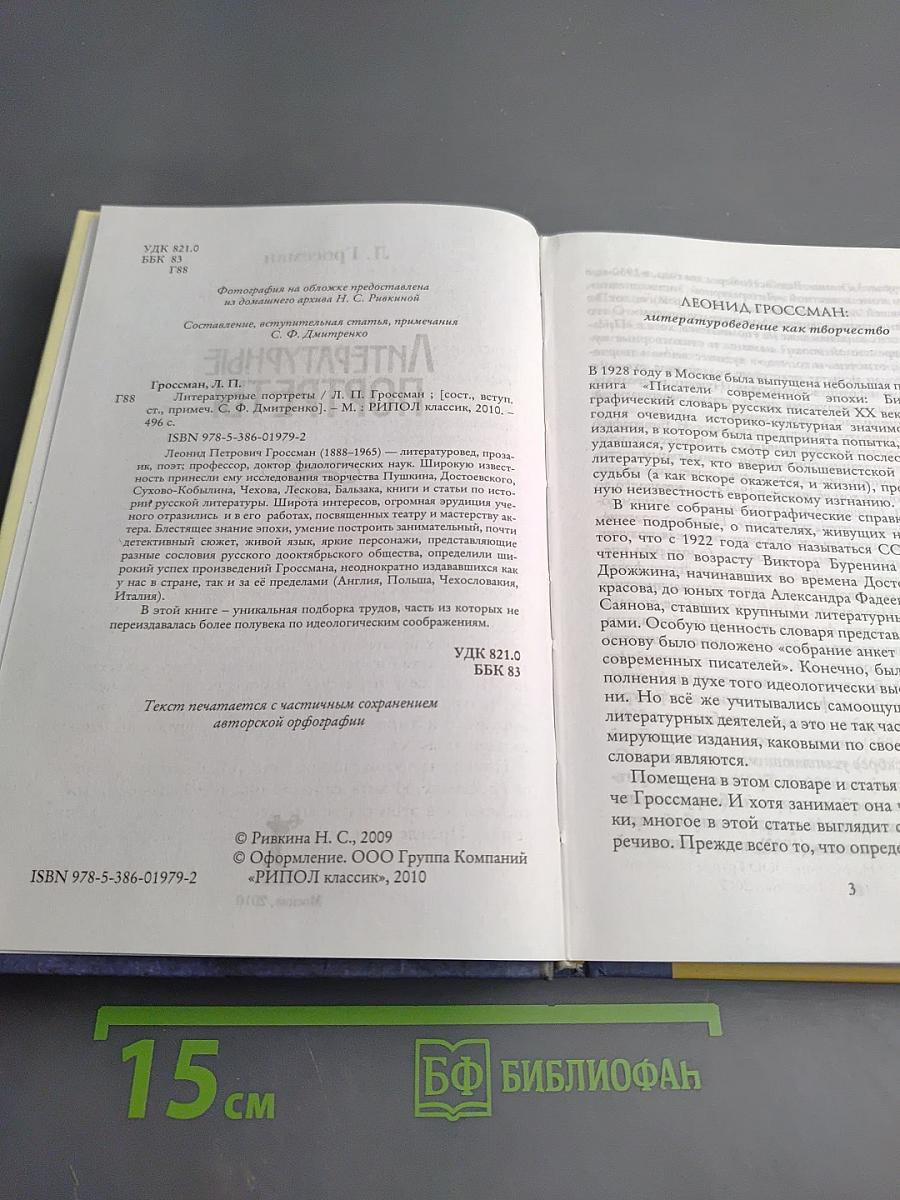 УДК 821.0
ББК 83
Г88
Фотография на обложке предоставлена
из домашнего архива Н. С. Ривкиной
Составление, вступительная статья, примечания
С. Ф. Дмитренко
Гроссман, Л. П.
Г88 Литературные портреты / Л. П. Гроссман ; [сост., вступ.
ст., примеч. С. Ф. Дмитренко]. – М. : РИПОЛ классик, 2010. –
496 с.
ISBN 978-5-386-01979-2
Леонид Петрович Гроссман (1888–1965) — литературовед, проза-
ик, поэт; профессор, доктор филологических наук. Широкую извест-
ность принесли ему исследования творчества Пушкина, Достоевского,
Сухово-Кобылина, Чехова, Лескова, Бальзака, книги и статьи по исто-
рии русской литературы. Широта интересов, огромная эрудиция уче-
ного отразились и в его работах, посвященных театру и мастерству ак-
тера. Блестящее знание эпохи, умение построить занимательный, почти
детективный сюжет, живой язык, яркие персонажи, представляющие
разные сословия русского дооктябрьского общества, определили ши-
рокий успех произведений Гроссмана, неоднократно издававшихся как
у нас в стране, так и за её пределами (Англия, Польша, Чехословакия,
Италия).
В этой книге – уникальная подборка трудов, часть из которых не
переиздавалась более полувека по идеологическим соображениям.
УДК 821.0
ББК 83
Текст печатается с частичным сохранением
авторской орфографии
© Ривкина Н. С., 2009
© Оформление. ООО Группа Компаний
ISBN 978-5-386-01979-2 «РИПОЛ классик», 2010
ЛЕОНИД ГРОССМАН:
литературоведение как творчество
В 1928 году в Москве была выпущена небольшая п
книга «Писатели современной эпохи: Би
графический словарь русских писателей XX век
годня очевидна историко-культурная значимо
издания, в котором была предпринята попытка,
удавшаяся, устроить смотр сил русской послес
литературы, тех, кто вверил большевистской
судьбы (а как вскоре окажется, и жизни), пре
ную неизвестность европейскому изгнанию.
В книге собраны биографические справк
менее подробные, о писателях, живущих н
того, что с 1922 года стало называться СС
чтенных по возрасту Виктора Буренина
Дрожжина, начинавших во времена Досто
красова, до юных тогда Александра Фадее
Саянова, ставших крупными литературны
рами. Особую ценность словаря представ
основу было положено «собрание анкет
современных писателей». Конечно, был
полнения в духе того идеологически выс
ни. Но всё же учитывались самоощущ
литературных деятелей, а это не так час
мирующие издания, каковыми по свое
словари являются.
Помещена в этом словаре и статья
че Гроссмане. И хотя занимает она ч
ки, многое в этой статье выглядит с
речиво. Прежде всего то, что опреде
3
15 см
БФ БИБЛИОФАН